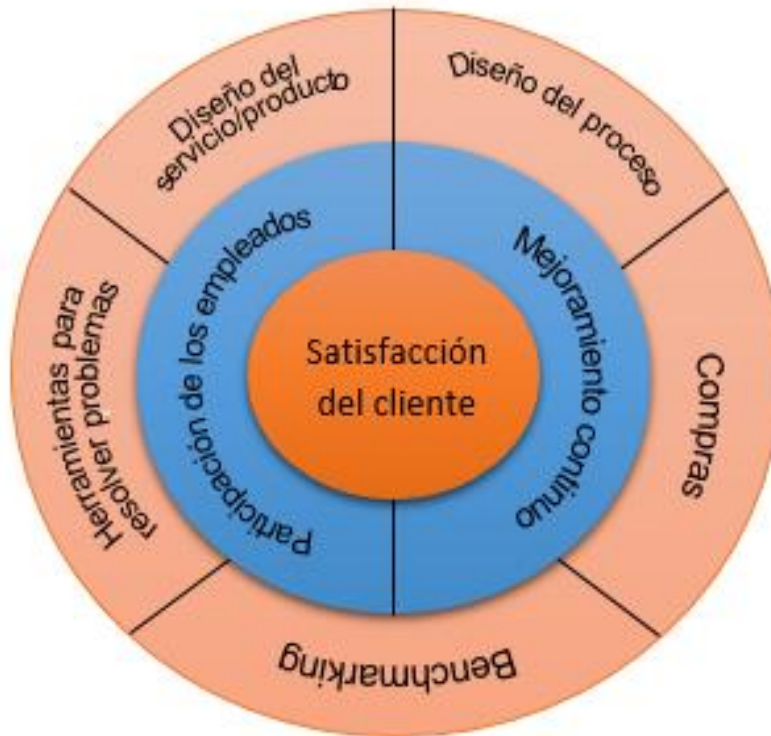 Diseño del
servicio/producto
Diseño del proceso
Participación de los empleados
Mejoramiento continuo
Satisfacción
del cliente
Herramientas para
resolver problemas
Compras
Benchmarking